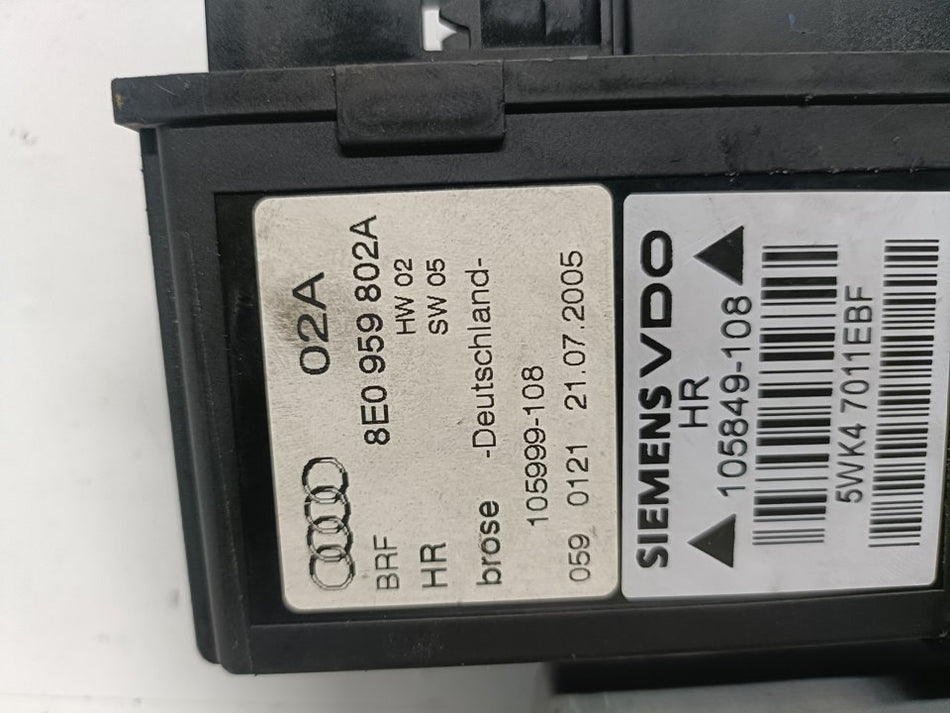 02A
8E0 959 802A
BRF
HW 02
HR
SW 05
brose
-Deutschland-
105999-108
059 0121 21.07.2005
SIEMENS VDO
HR
105849-108
5WK4 7011EBF